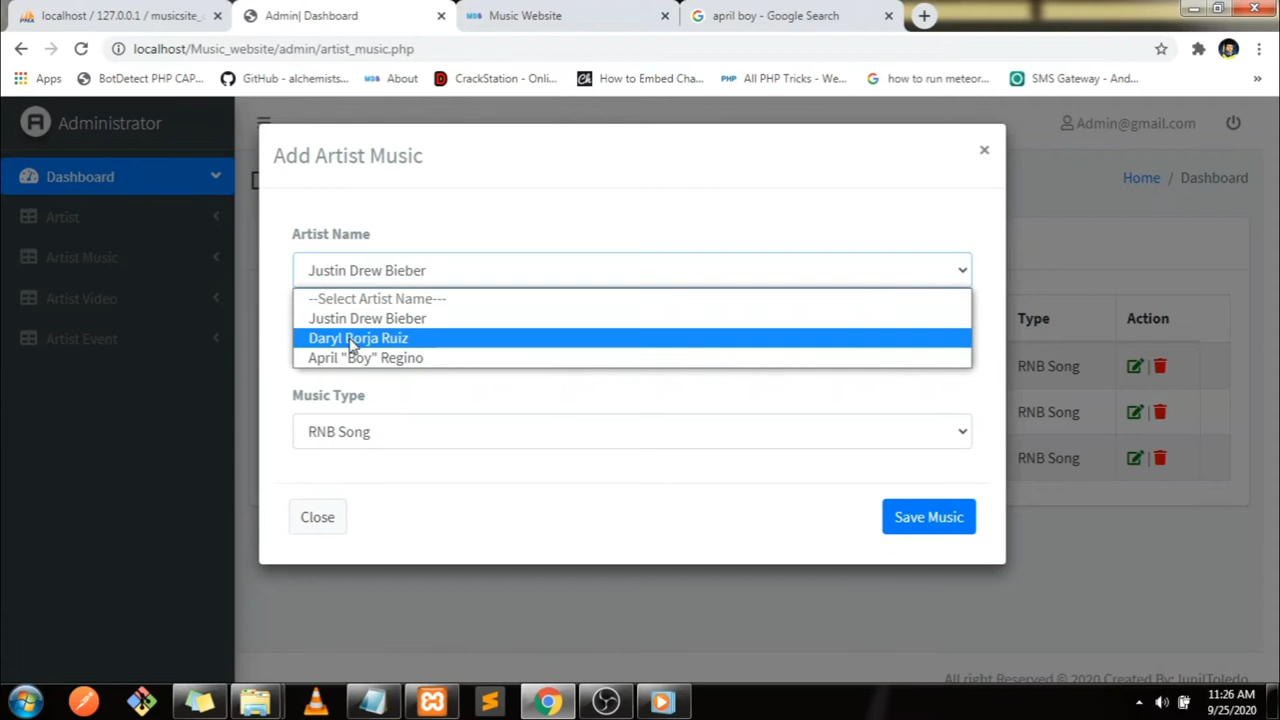 localhost / 127.0.0.1 / musicsite_
Admin| Dashboard
Music Website
april boy - Google Search
localhost/Music_website/admin/artist_music.php
Apps
BotDetect PHP CAP...
GitHub - alchemists...
About
CrackStation - Onli...
How to Embed Cha...
All PHP Tricks - We...
how to run meteor...
SMS Gateway - And...
»
Administrator
Admin@gmail.com
Dashboard
Artist
Artist Music
Artist Video
Artist Event
Home / Dashboard
Add Artist Music
×
Artist Name
Justin Drew Bieber
--Select Artist Name---
Justin Drew Bieber
Daryl Borja Ruiz
April "Boy" Regino
Music Type
RNB Song
Close
Save Music
Type
Action
RNB Song
RNB Song
RNB Song
All right Reserved © 2020 Created By: JunilToledo
11:26 AM
9/25/2020